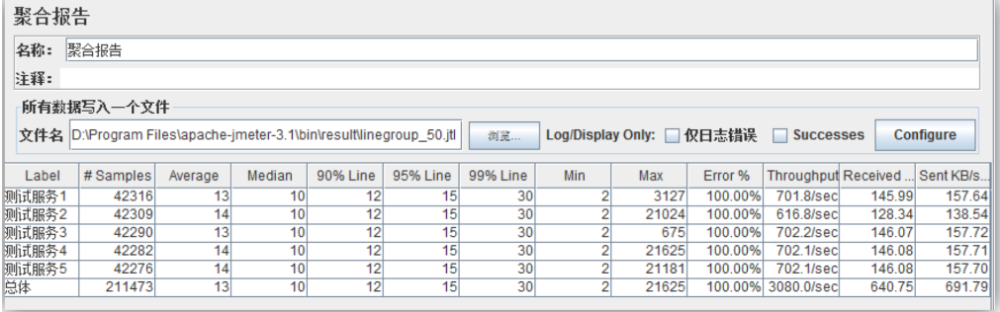 聚合报告
名称： 聚合报告
注释：
所有数据写入一个文件
文件名 D:\Program Files\apache-jmeter-3.1\bin\result\linegroup_50.jtl 浏览... Log/Display Only: 仅日志错误 Successes Configure
Label # Samples Average Median 90% Line 95% Line 99% Line Min Max Error % Throughput Received ... Sent KB/s...
测试服务1 42316 13 10 12 15 30 2 3127 100.00% 701.8/sec 145.99 157.64
测试服务2 42309 14 10 12 15 30 2 21024 100.00% 616.8/sec 128.34 138.54
测试服务3 42290 13 10 12 15 30 2 675 100.00% 702.2/sec 146.07 157.72
测试服务4 42282 14 10 12 15 30 2 21625 100.00% 702.1/sec 146.08 157.71
测试服务5 42276 14 10 12 15 30 2 21181 100.00% 702.1/sec 146.08 157.70
总体 211473 13 10 12 15 30 2 21625 100.00% 3080.0/sec 640.75 691.79